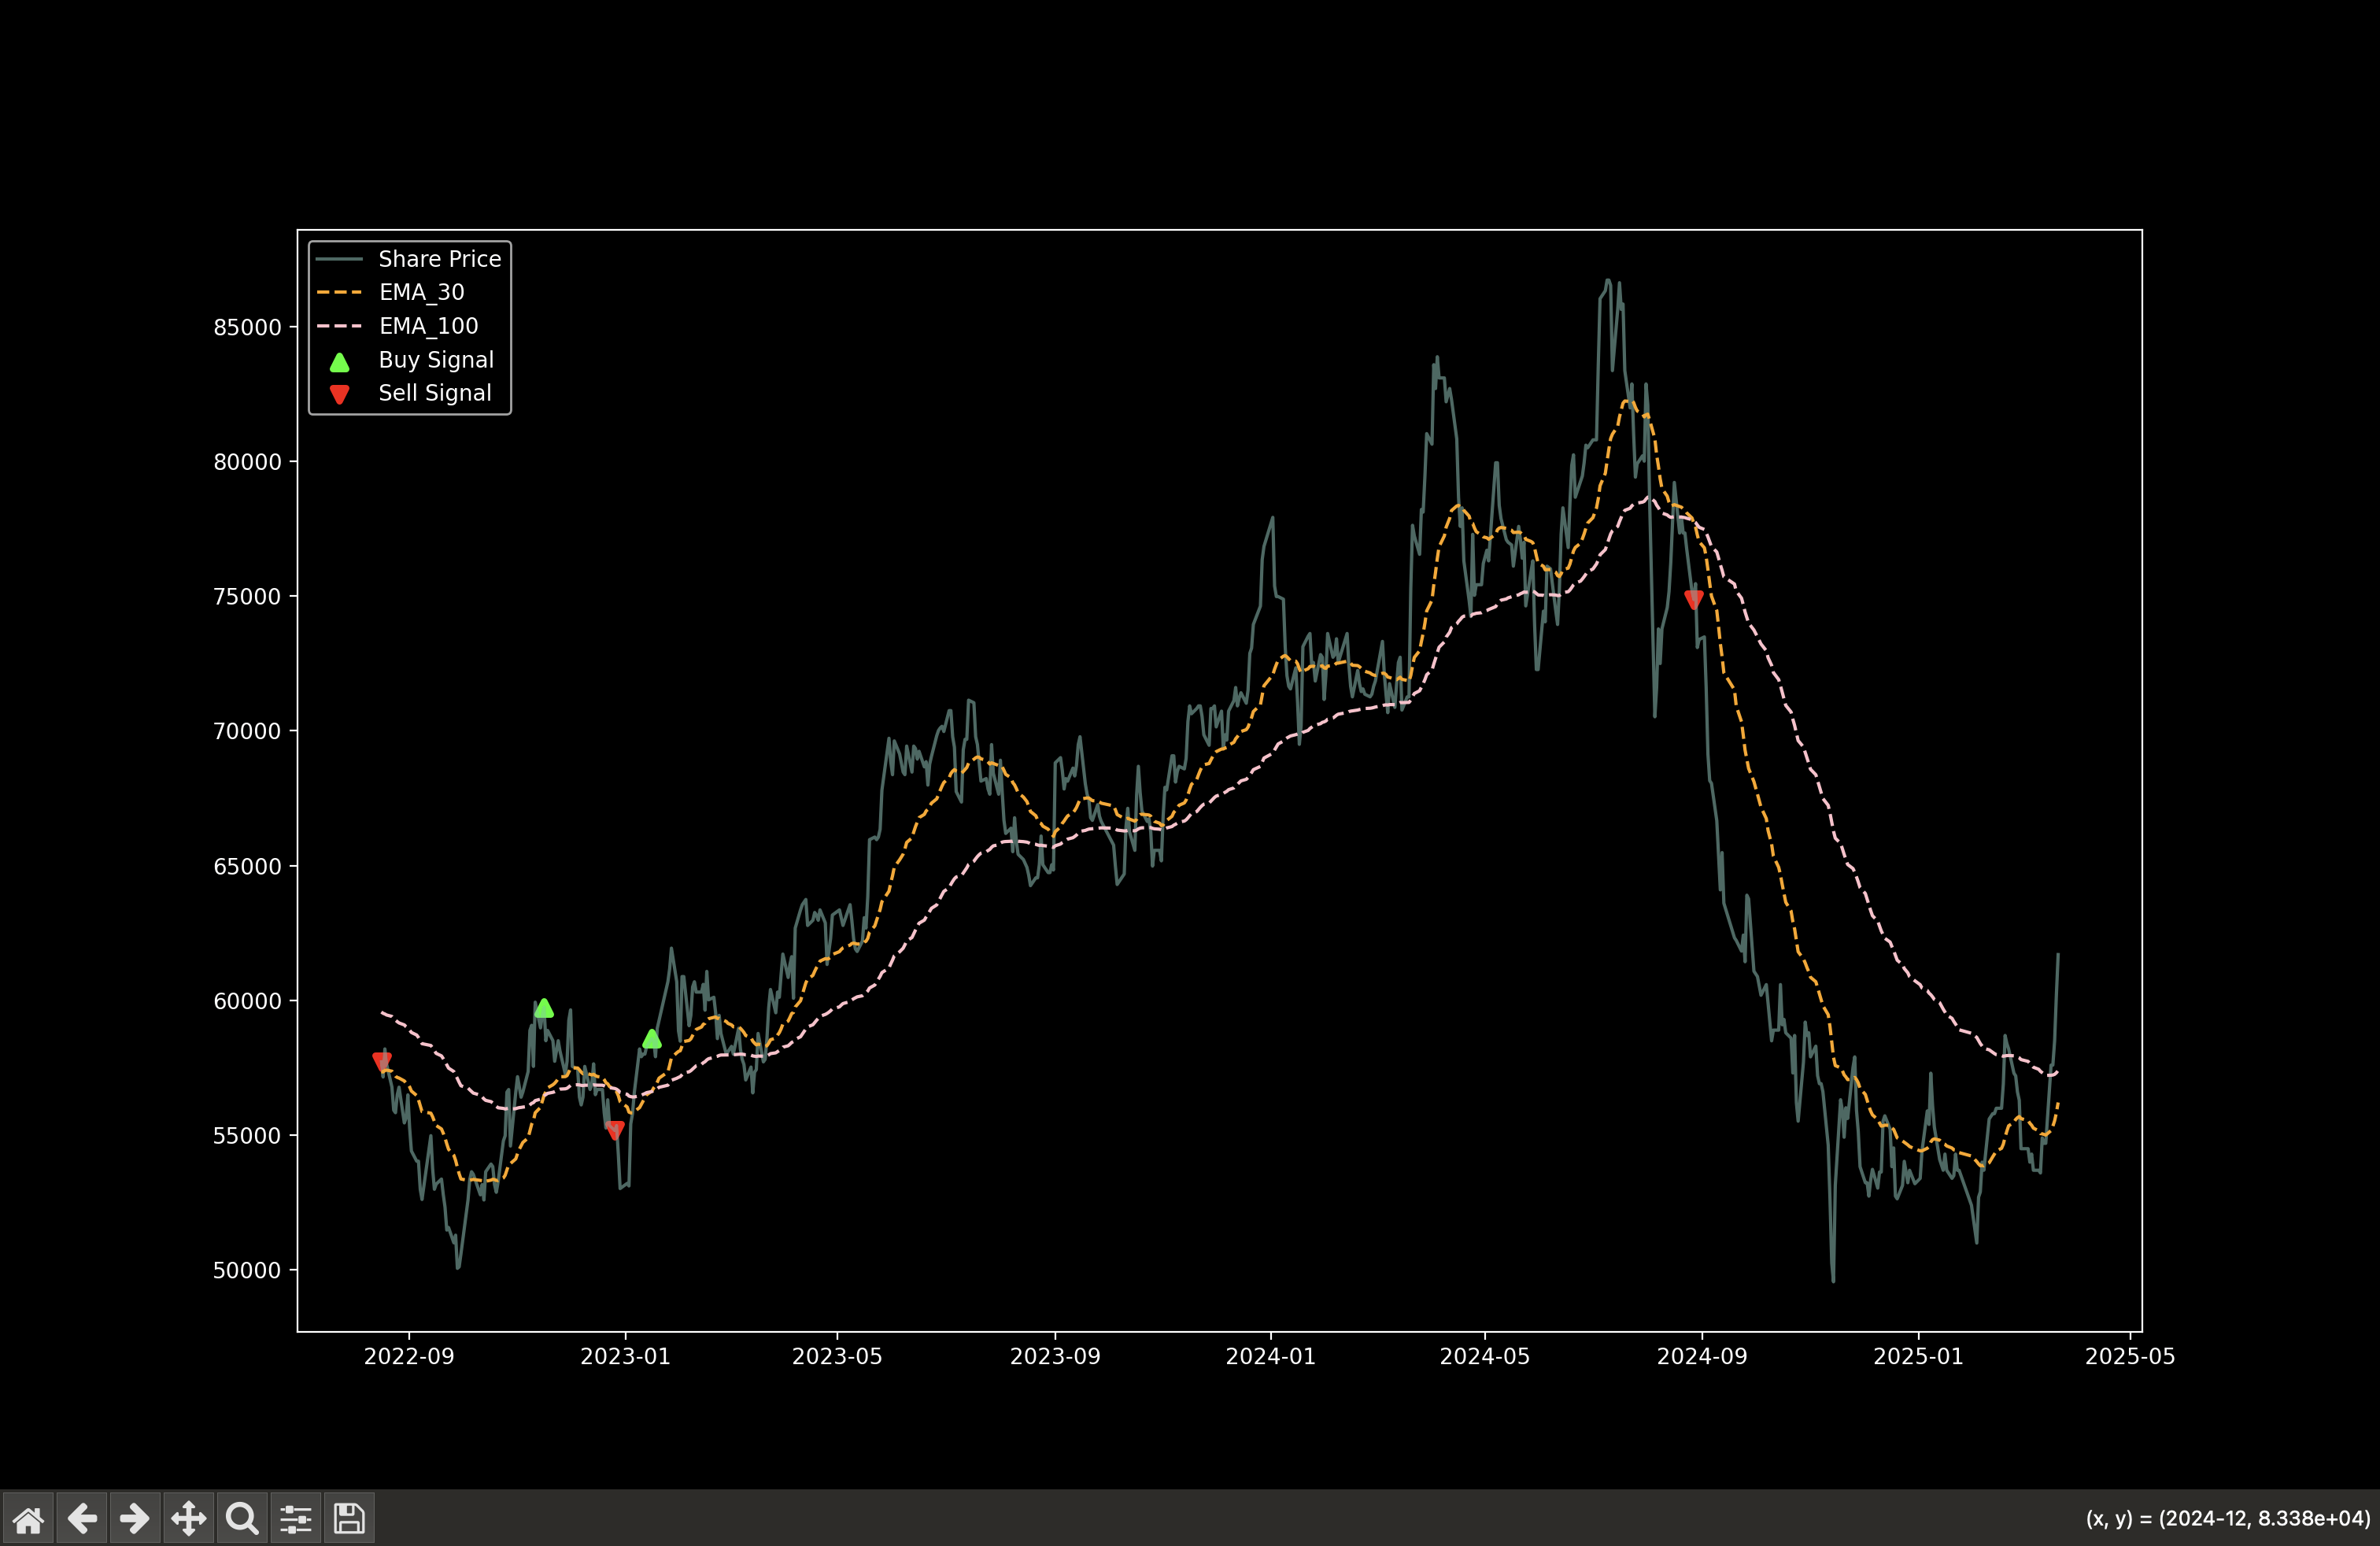 Share Price
EMA_30
EMA_100
Buy Signal
Sell Signal
85000
80000
75000
70000
65000
60000
55000
50000
2022-09 2023-01 2023-05 2023-09 2024-01 2024-05 2024-09 2025-01 2025-05
(x, y) = (2024-12, 8.338e+04)